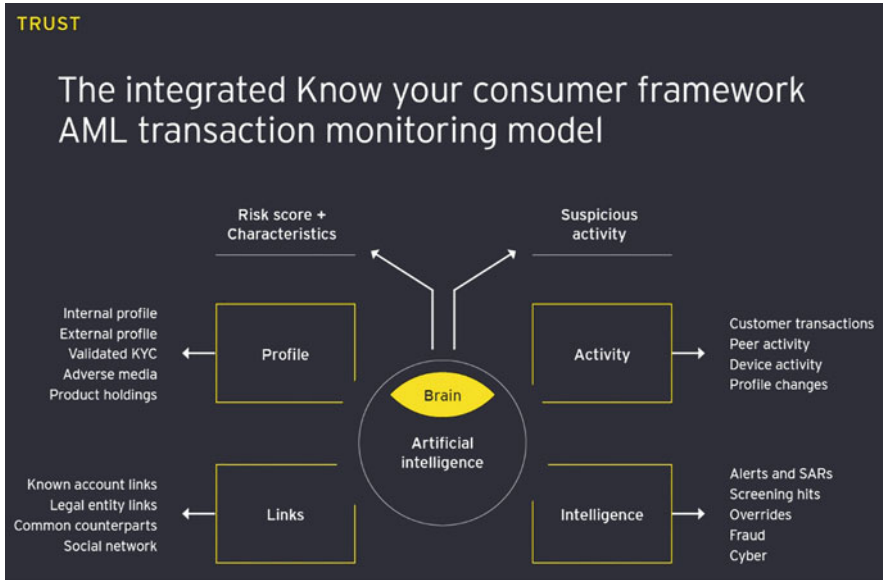 TRUST
The integrated Know your consumer framework
AML transaction monitoring model
Risk score +
Characteristics
Suspicious
activity
Internal profile
External profile
Validated KYC
Adverse media
Product holdings
Profile
Activity
Customer transactions
Peer activity
Device activity
Profile changes
Brain
Artificial
intelligence
Known account links
Legal entity links
Common counterparts
Social network
Links
Intelligence
Alerts and SARs
Screening hits
Overrides
Fraud
Cyber